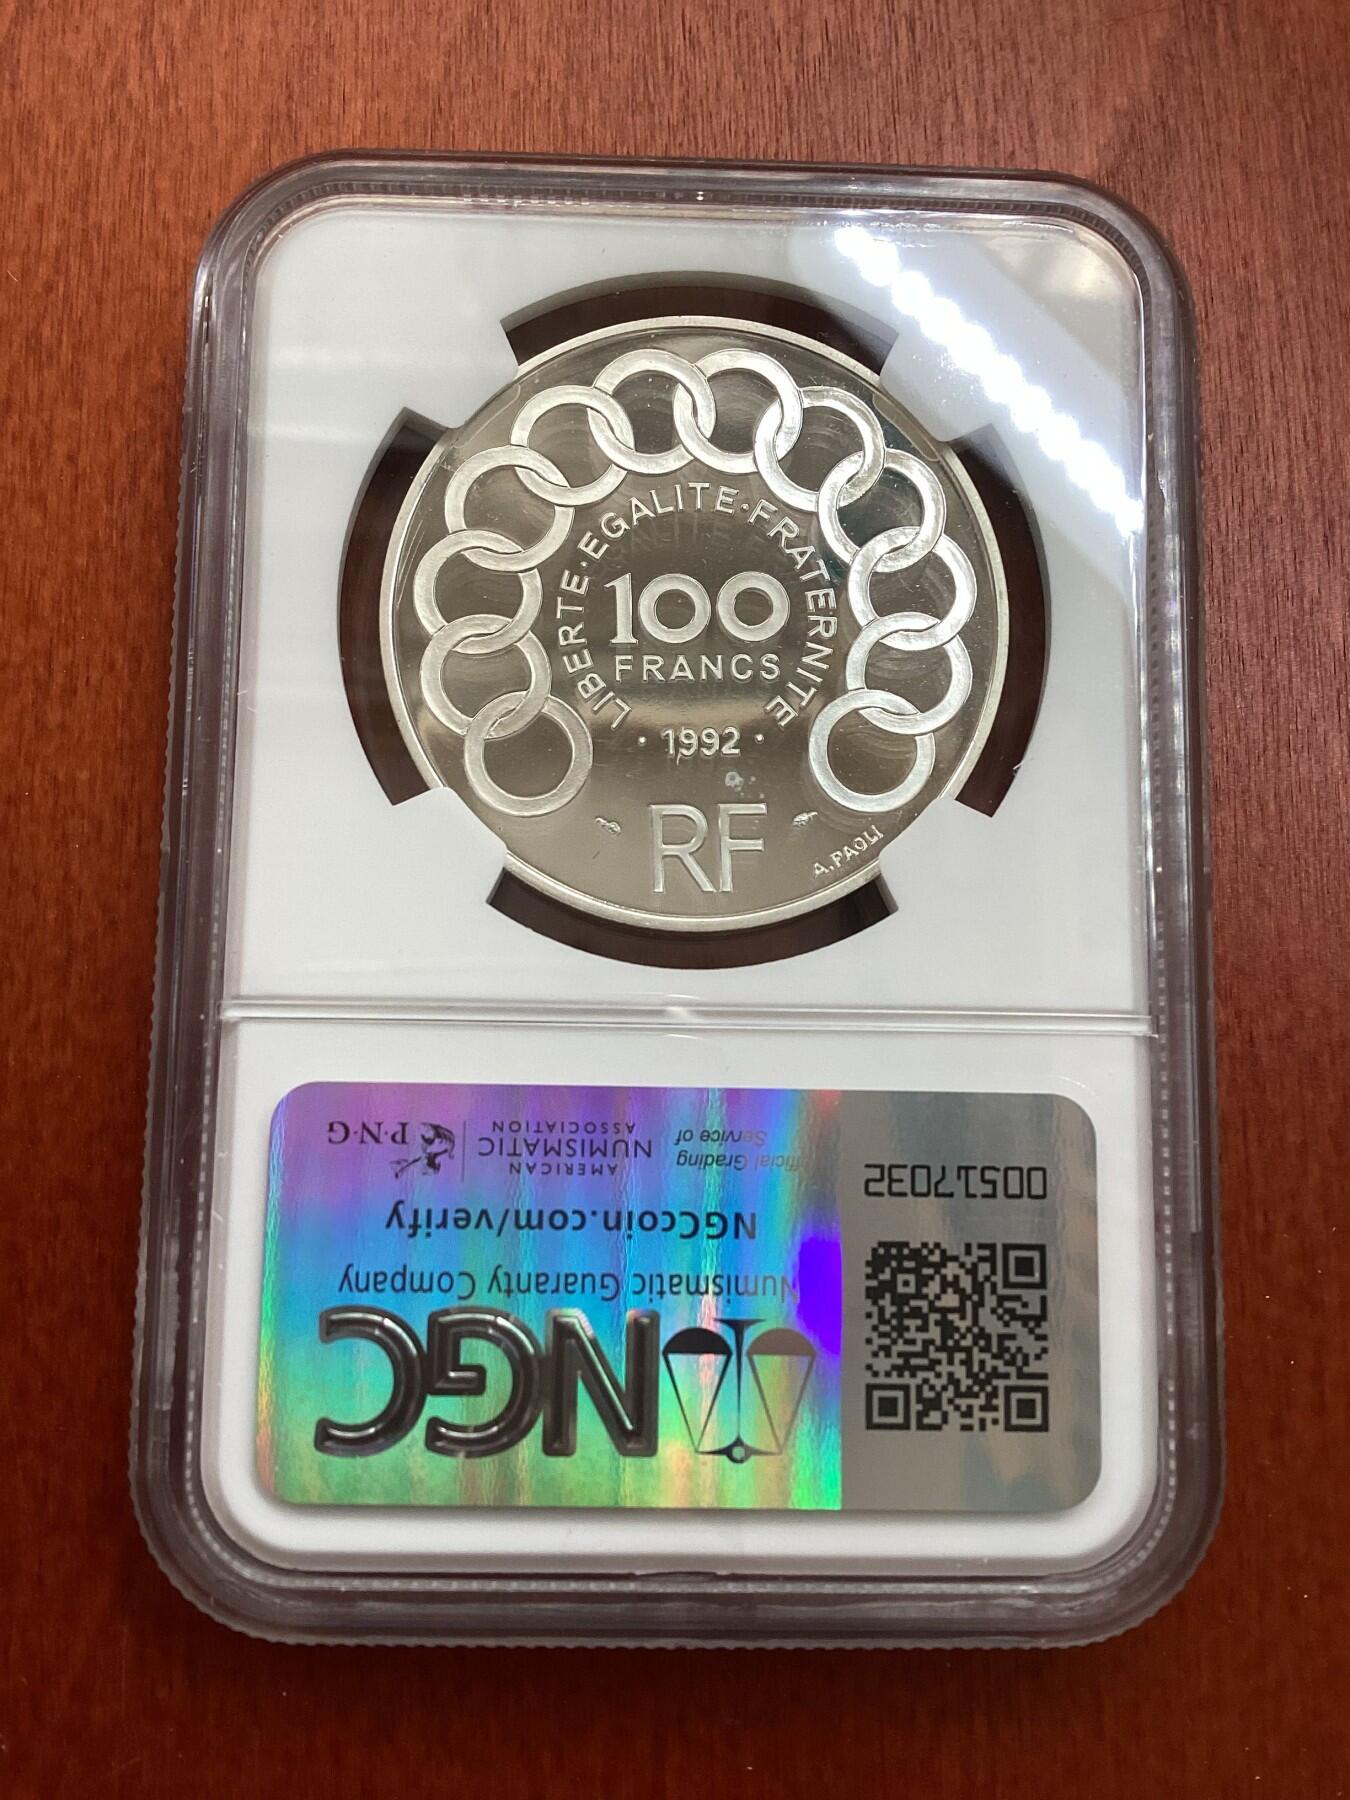 LIBERTE·EGALITE·FRATERNITE
100
FRANCS
·1992·
RF
A.PAOLI
NGC
Numismatic Guaranty Company
NGCcoin.com/verify
Official Grading
Service of
AMERICAN
NUMISMATIC
ASSOCIATION
P·N·G
00517032